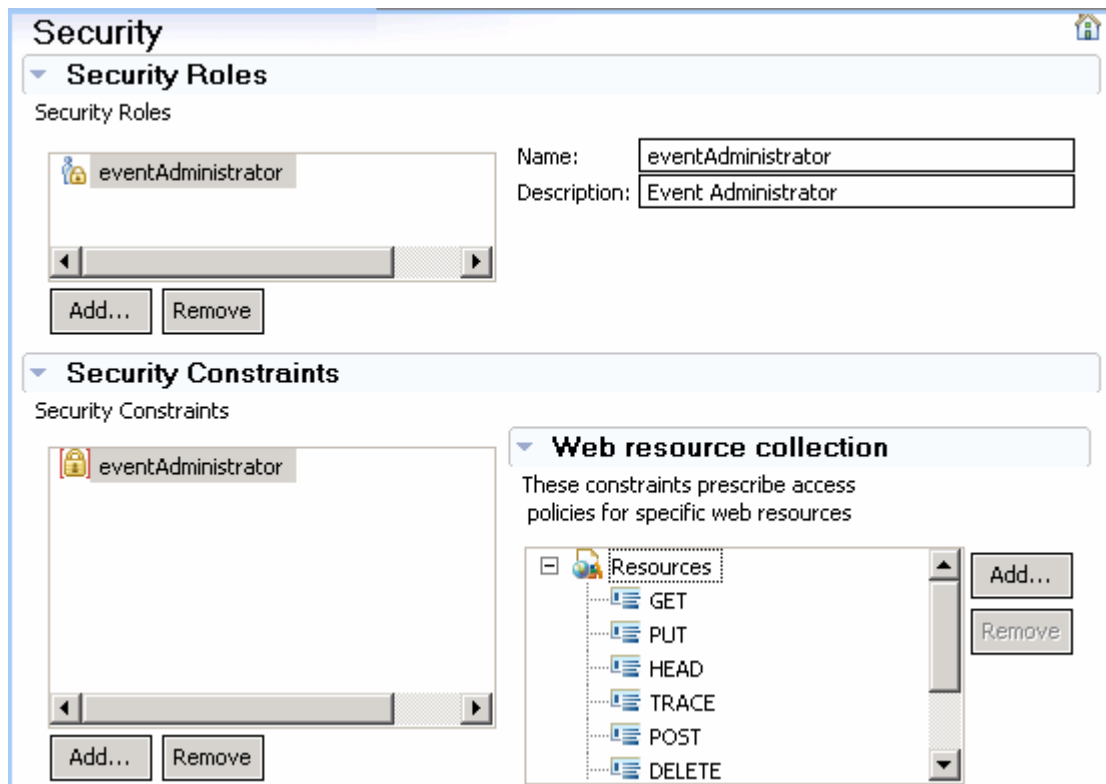 Security
Security Roles
Security Roles
eventAdministrator
Name: eventAdministrator
Description: Event Administrator
Add... Remove
Security Constraints
Security Constraints
eventAdministrator
Web resource collection
These constraints prescribe access
policies for specific web resources
Resources
GET
PUT
HEAD
TRACE
POST
DELETE
Add...
Remove
Add... Remove